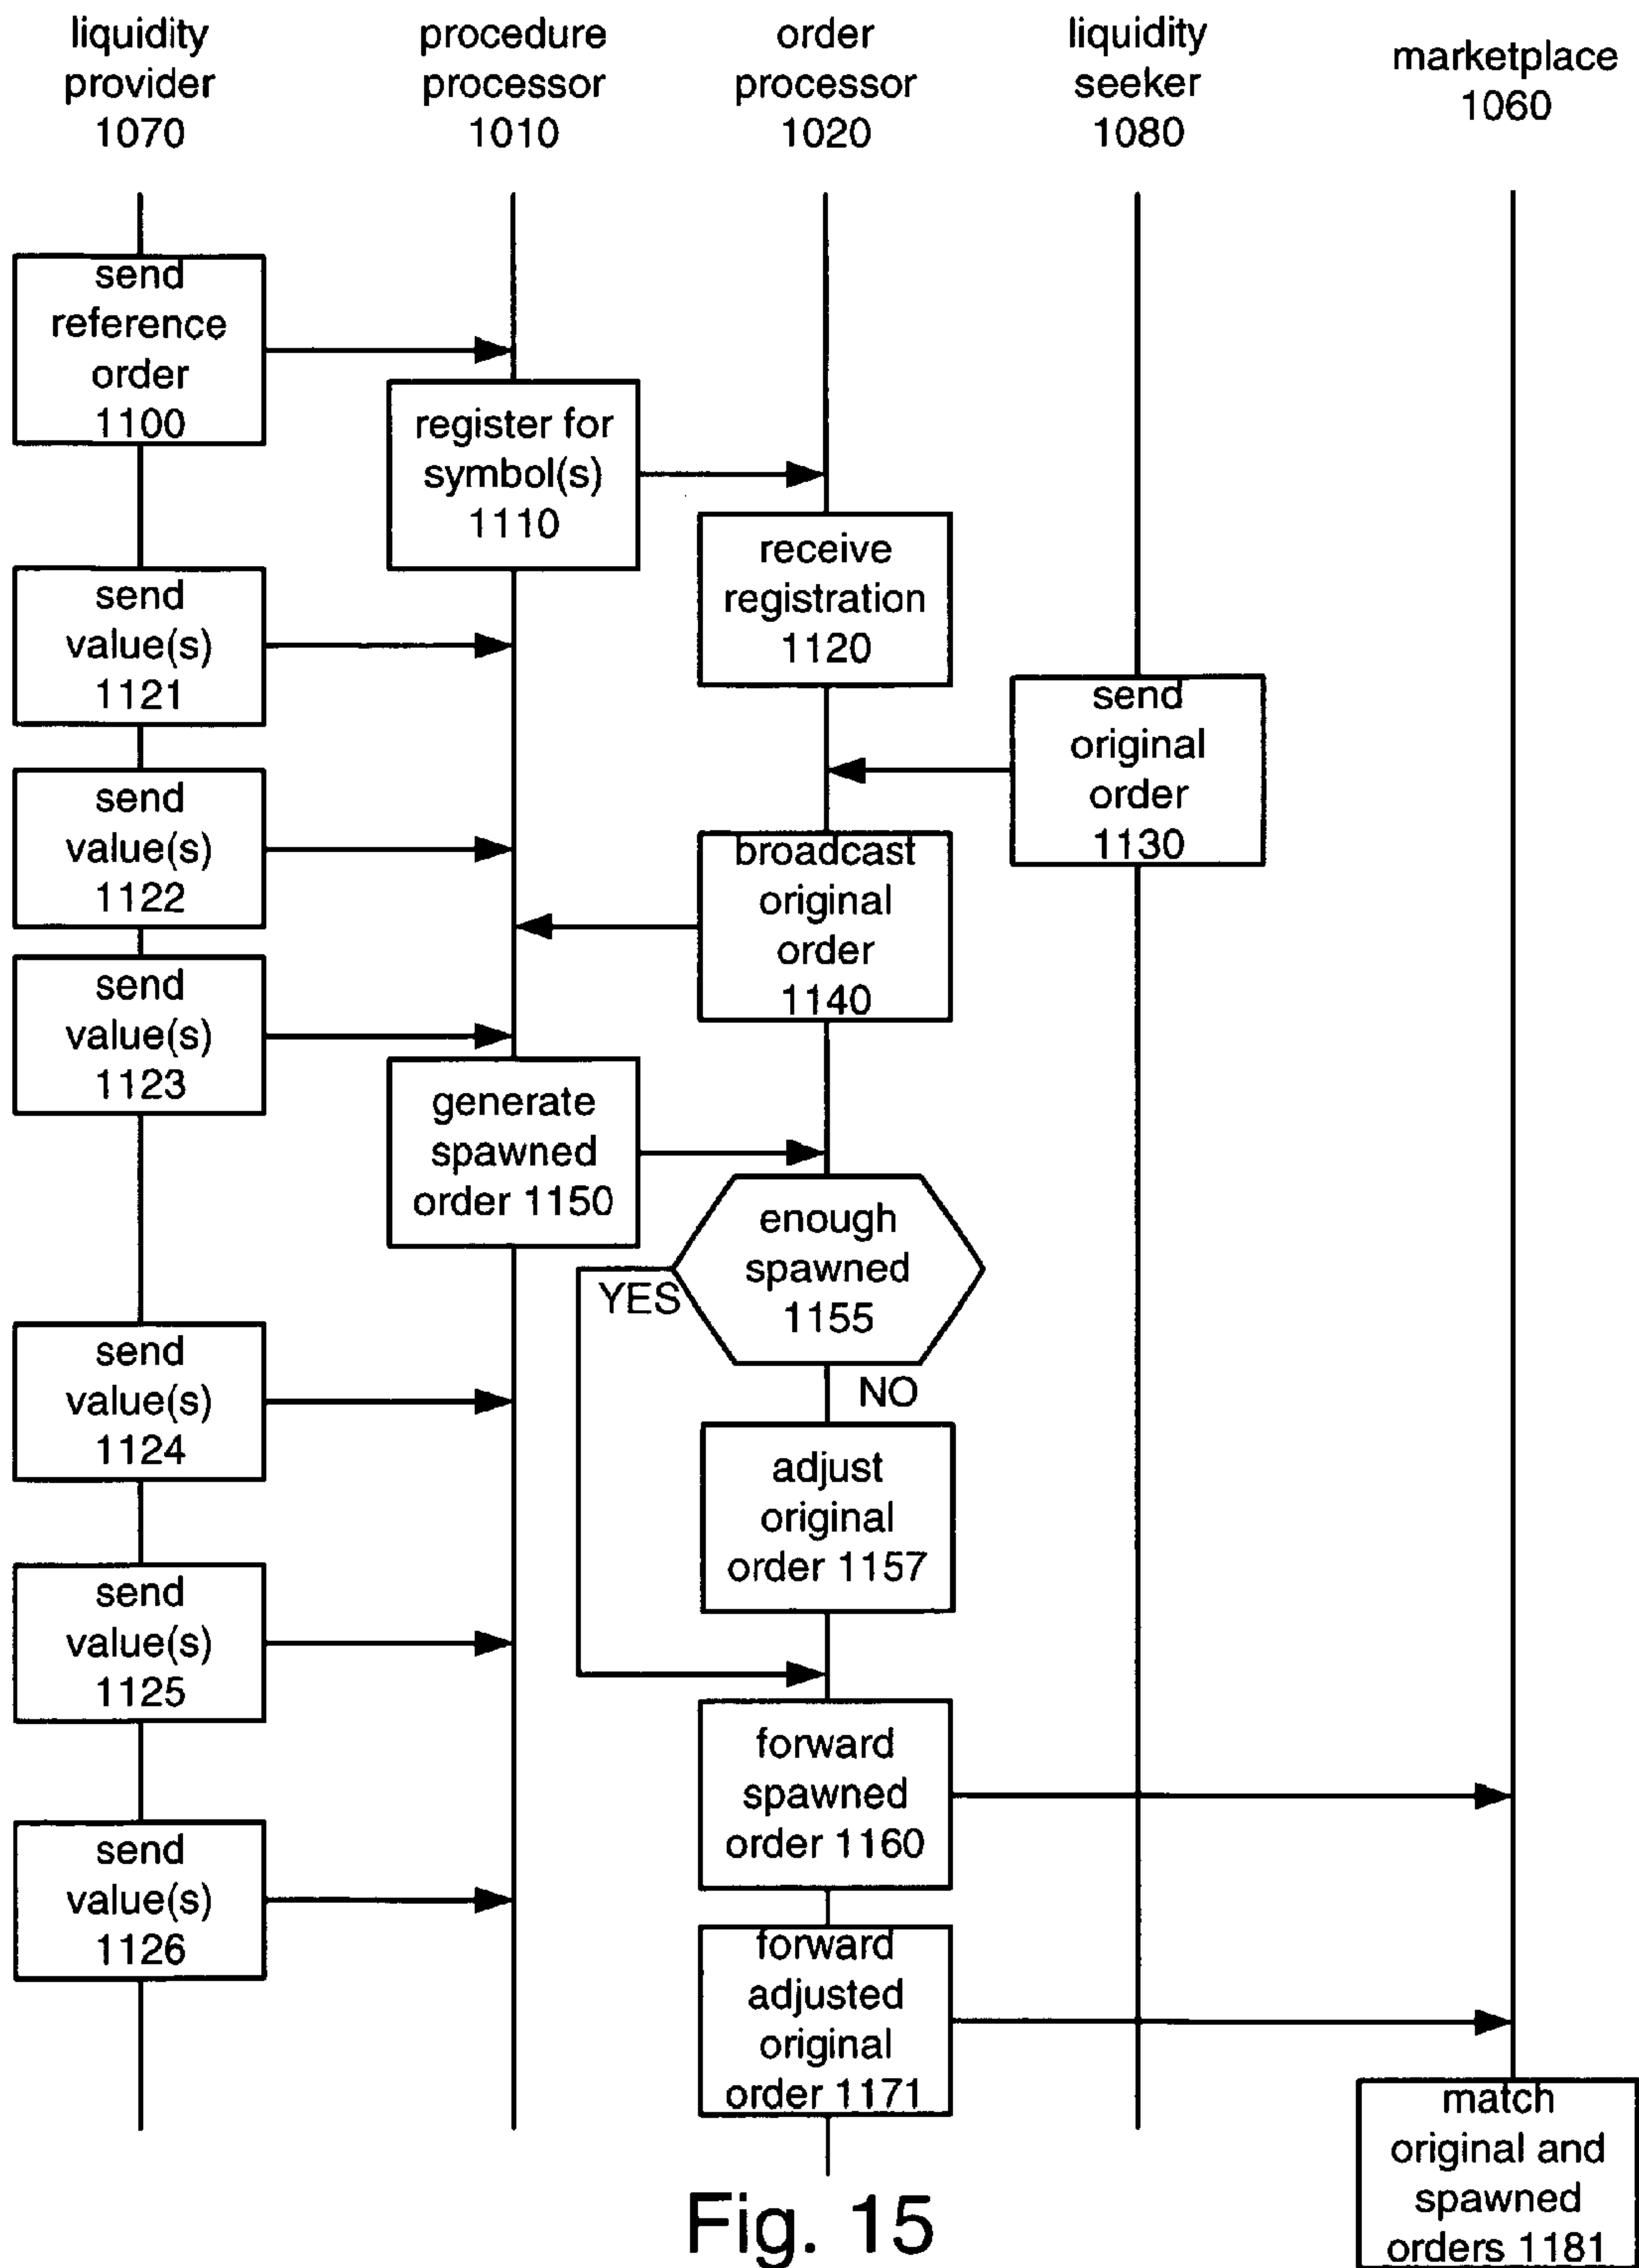 liquidity
provider
1070
procedure
processor
1010
order
processor
1020
liquidity
seeker
1080
marketplace
1060
send
reference
order
1100
register for
symbol(s)
1110
receive
registration
1120
send
value(s)
1121
send
original
order
1130
send
value(s)
1122
broadcast
original
order
1140
send
value(s)
1123
generate
spawned
order 1150
enough
spawned
1155
YES
NO
send
value(s)
1124
adjust
original
order 1157
send
value(s)
1125
forward
spawned
order 1160
send
value(s)
1126
forward
adjusted
original
order 1171
match
original and
spawned
orders 1181
Fig. 15